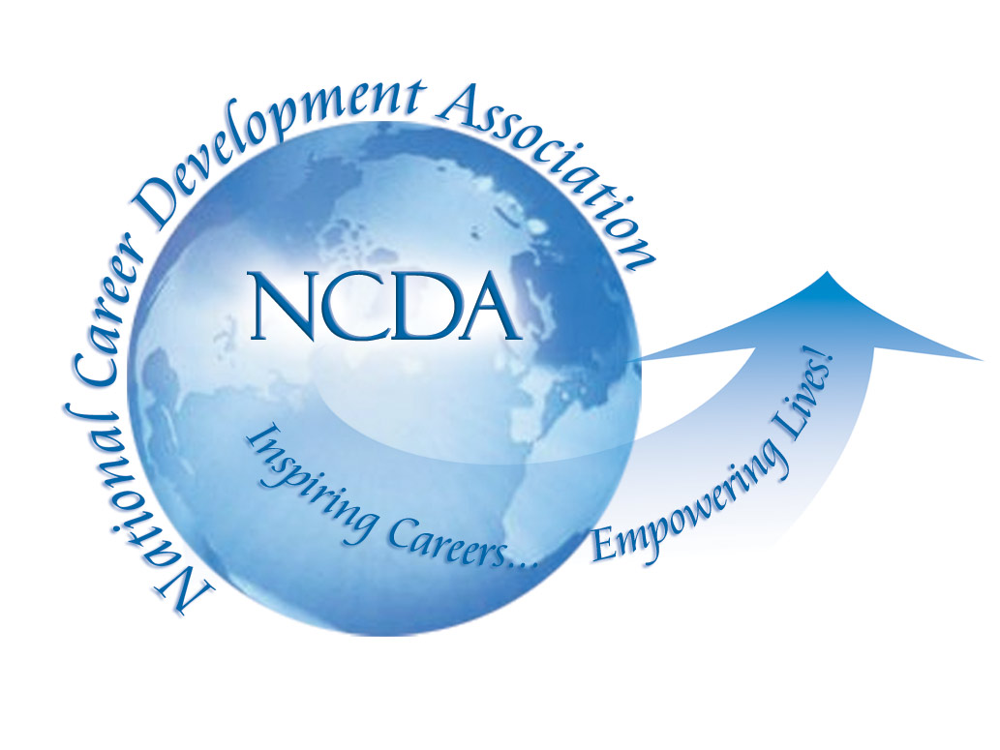 National Career Development Association
NCDA
Inspiring Careers...
Empowering Lives!